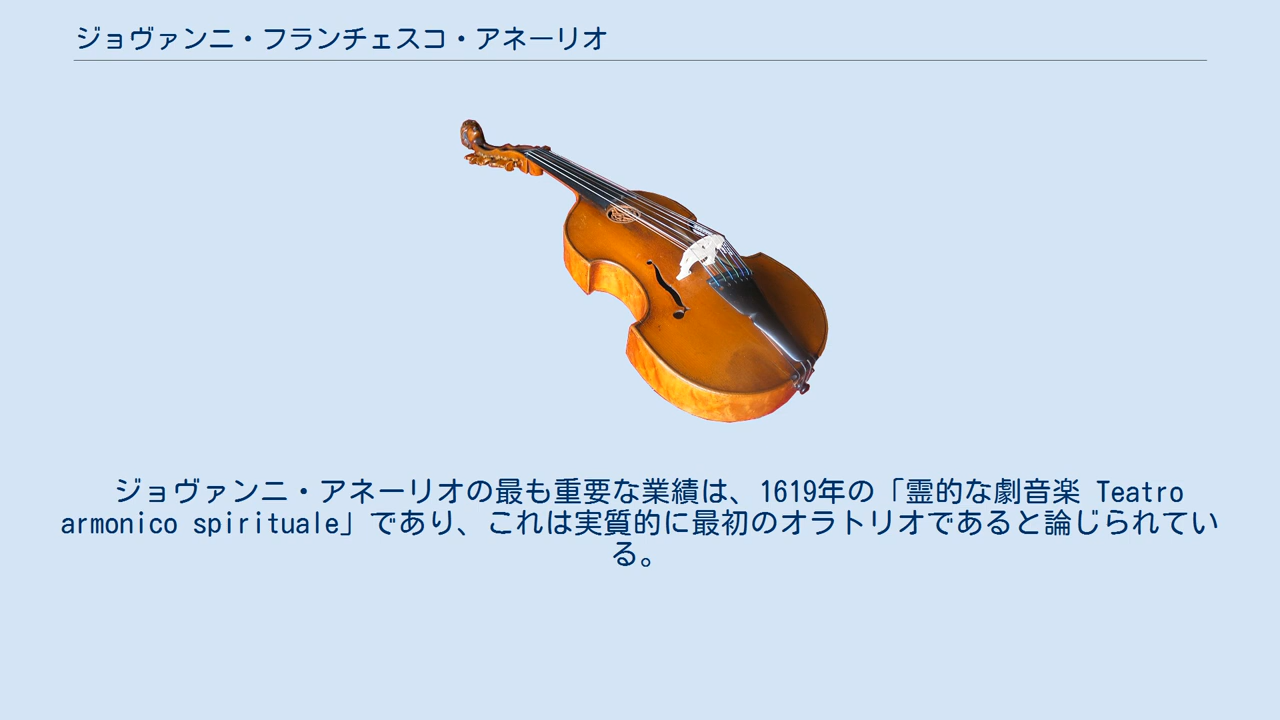 ジョヴァンニ・フランチェスコ・アネーリオ
ジョヴァンニ・アネーリオの最も重要な業績は、1619年の「霊的な劇音楽 Teatro
armonico spirituale」であり、これは実質的に最初のオラトリオであると論じられてい
る。